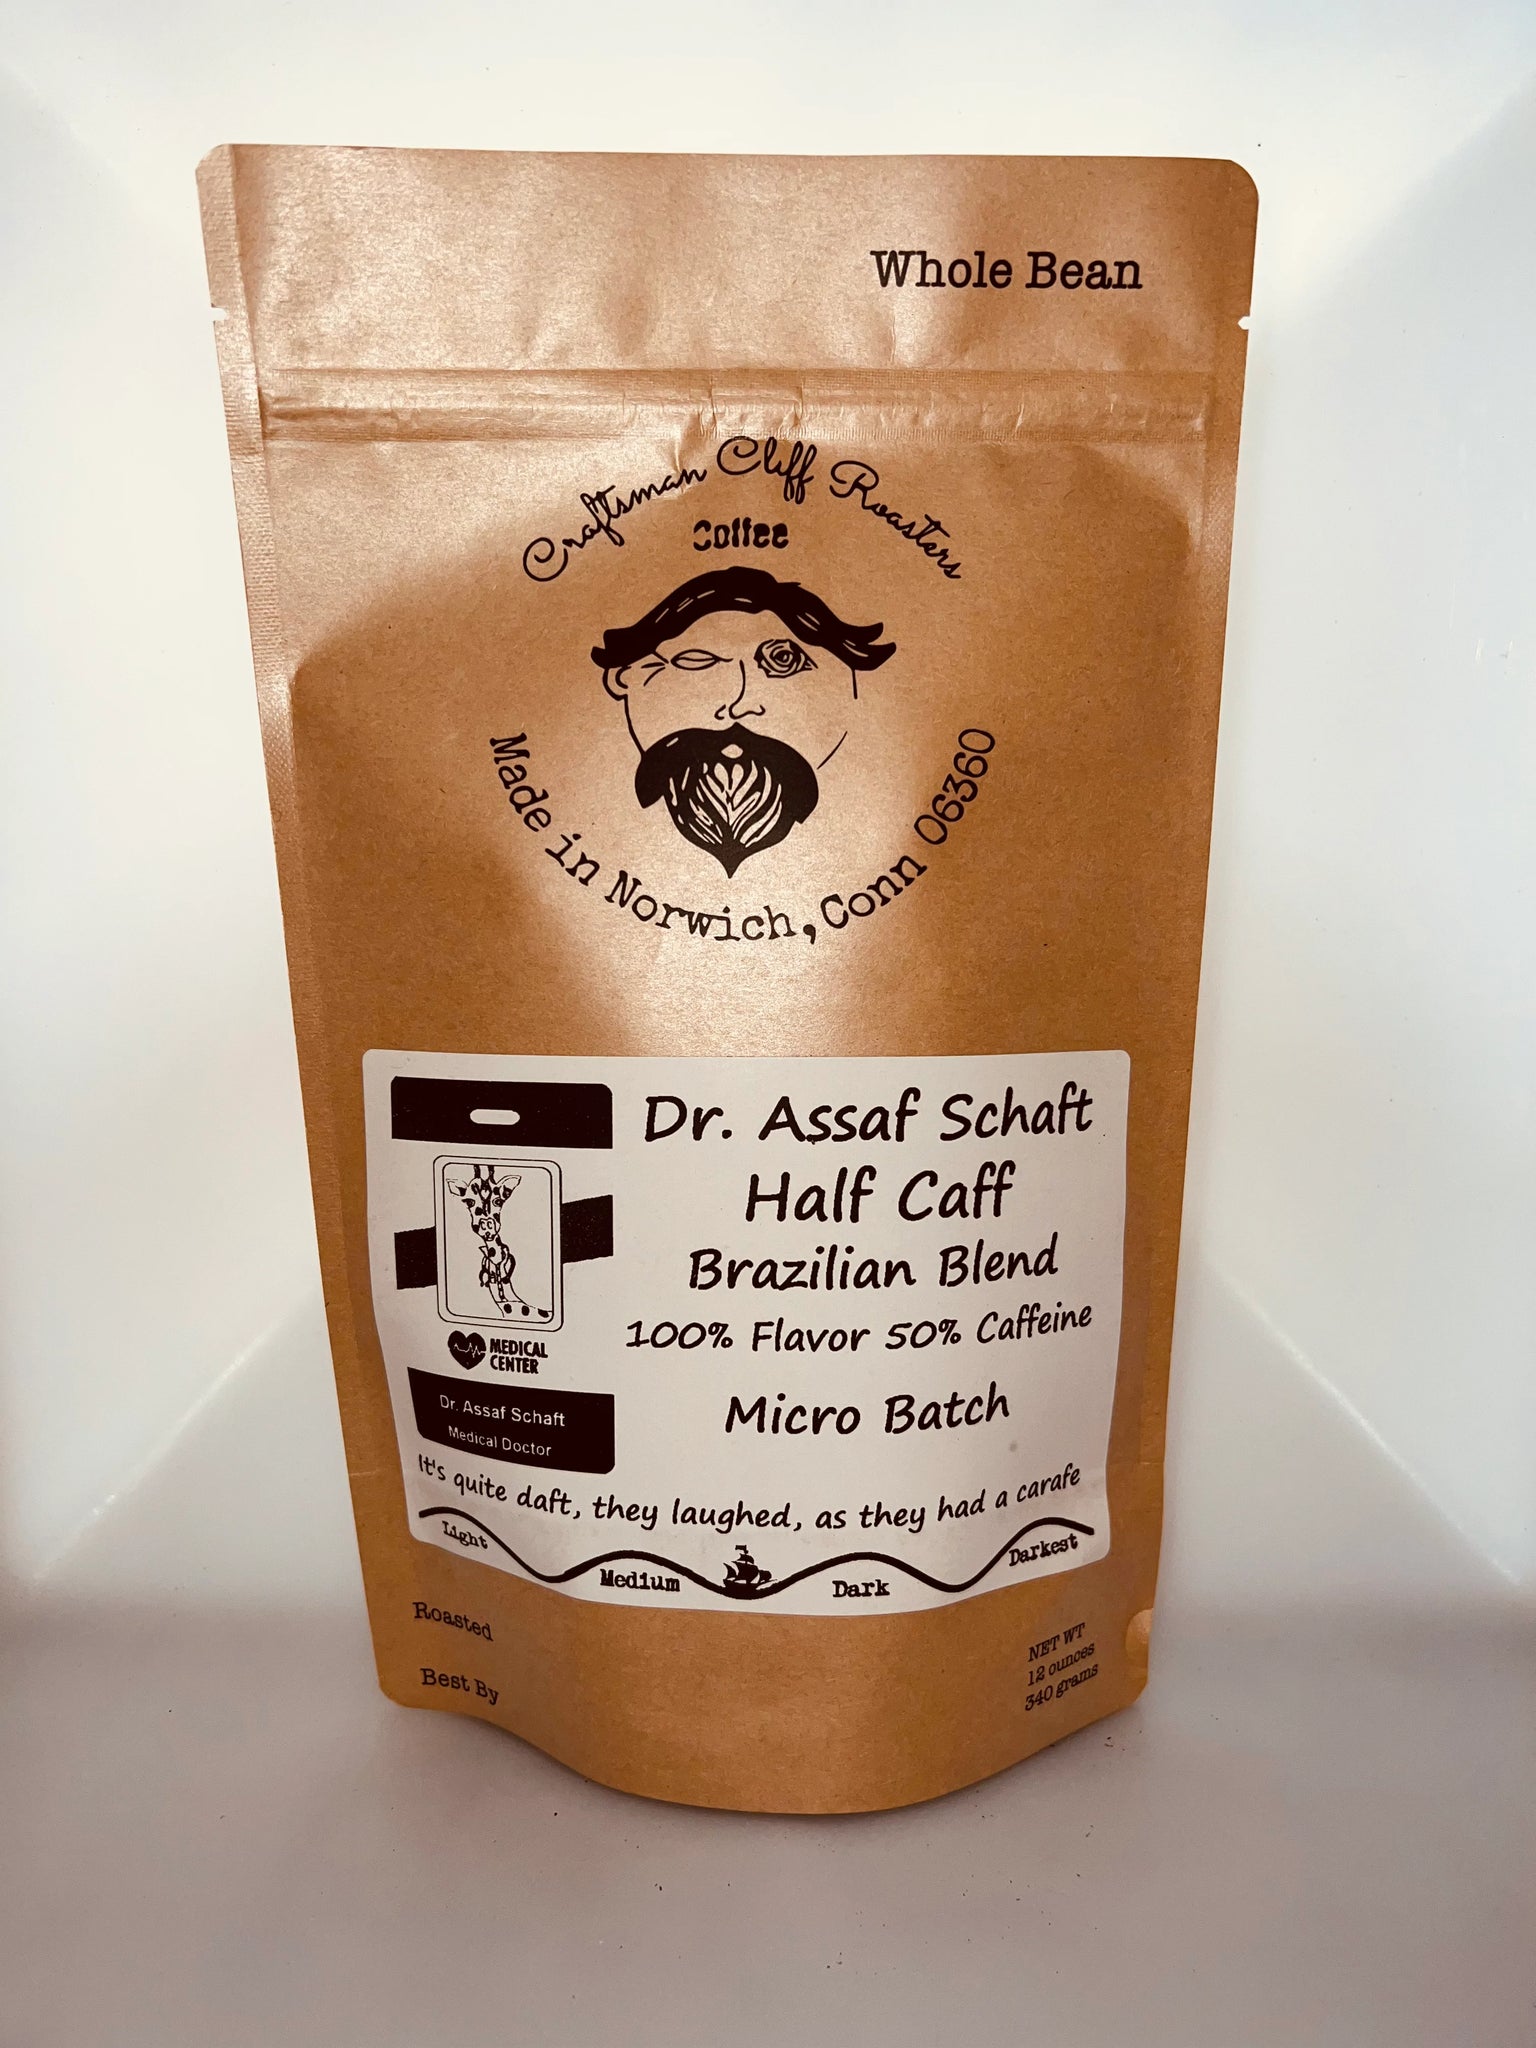 Whole Bean
Craftsman Cliff Roasters
Coffee
Made in Norwich, Conn 06360
Dr. Assaf Schaft
Half Caff
Brazilian Blend
100% Flavor 50% Caffeine
Micro Batch
CC
MEDICAL
CENTER
Dr. Assaf Schaft
Medical Doctor
It's quite daft, they laughed, as they had a carafe
Light
Medium
Dark
Darkest
Roasted
Best By
NET WT
12 ounces
340 grams